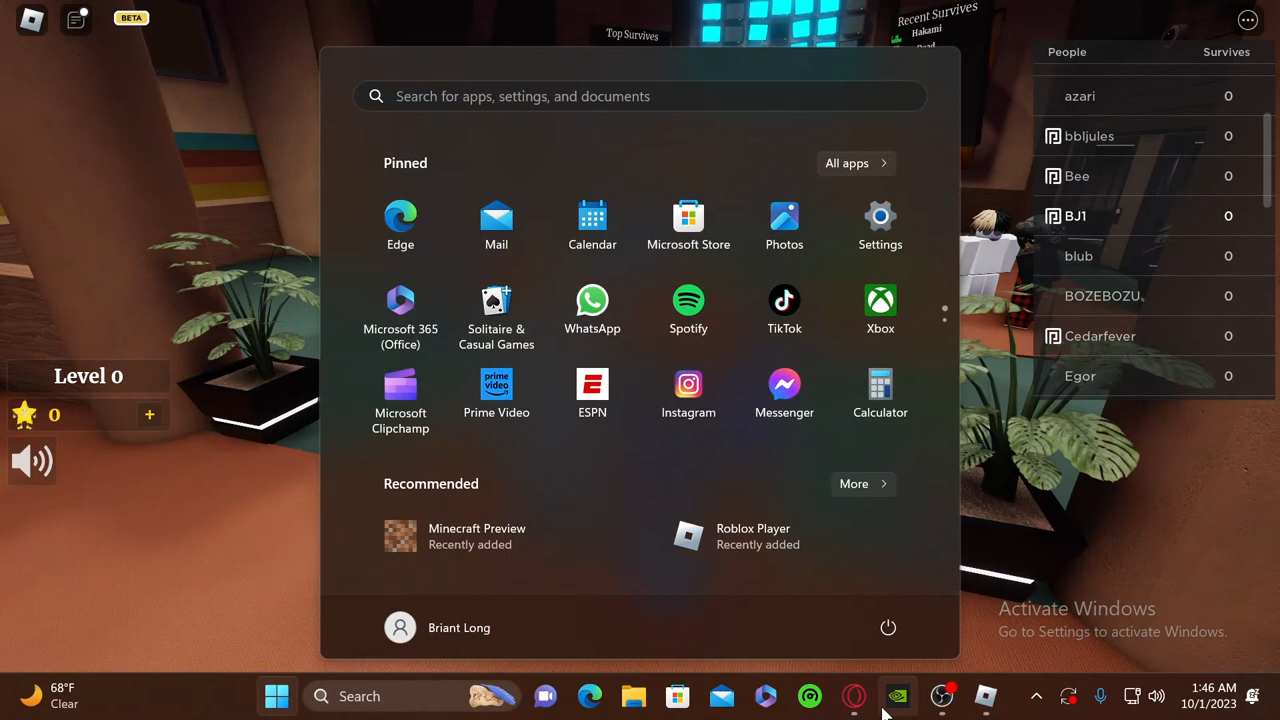 BETA
Top Survives
Recent Survives
Hakami
Dead
People Survives
azari 0
bbljules 0
Bee 0
BJ1 0
blub 0
BOZEBOZU 0
Cedarfever 0
Egor 0
Level 0
0 +
Search for apps, settings, and documents
Pinned
All apps
Edge
Mail
Calendar
Microsoft Store
Photos
Settings
Microsoft 365
(Office)
Solitaire &
Casual Games
WhatsApp
Spotify
TikTok
Xbox
Microsoft
Clipchamp
prime
video
Prime Video
ESPN
Instagram
Messenger
Calculator
Recommended
More
Minecraft Preview
Recently added
Roblox Player
Recently added
Briant Long
Activate Windows
Go to Settings to activate Windows.
68°F
Clear
Search
1:46 AM
10/1/2023